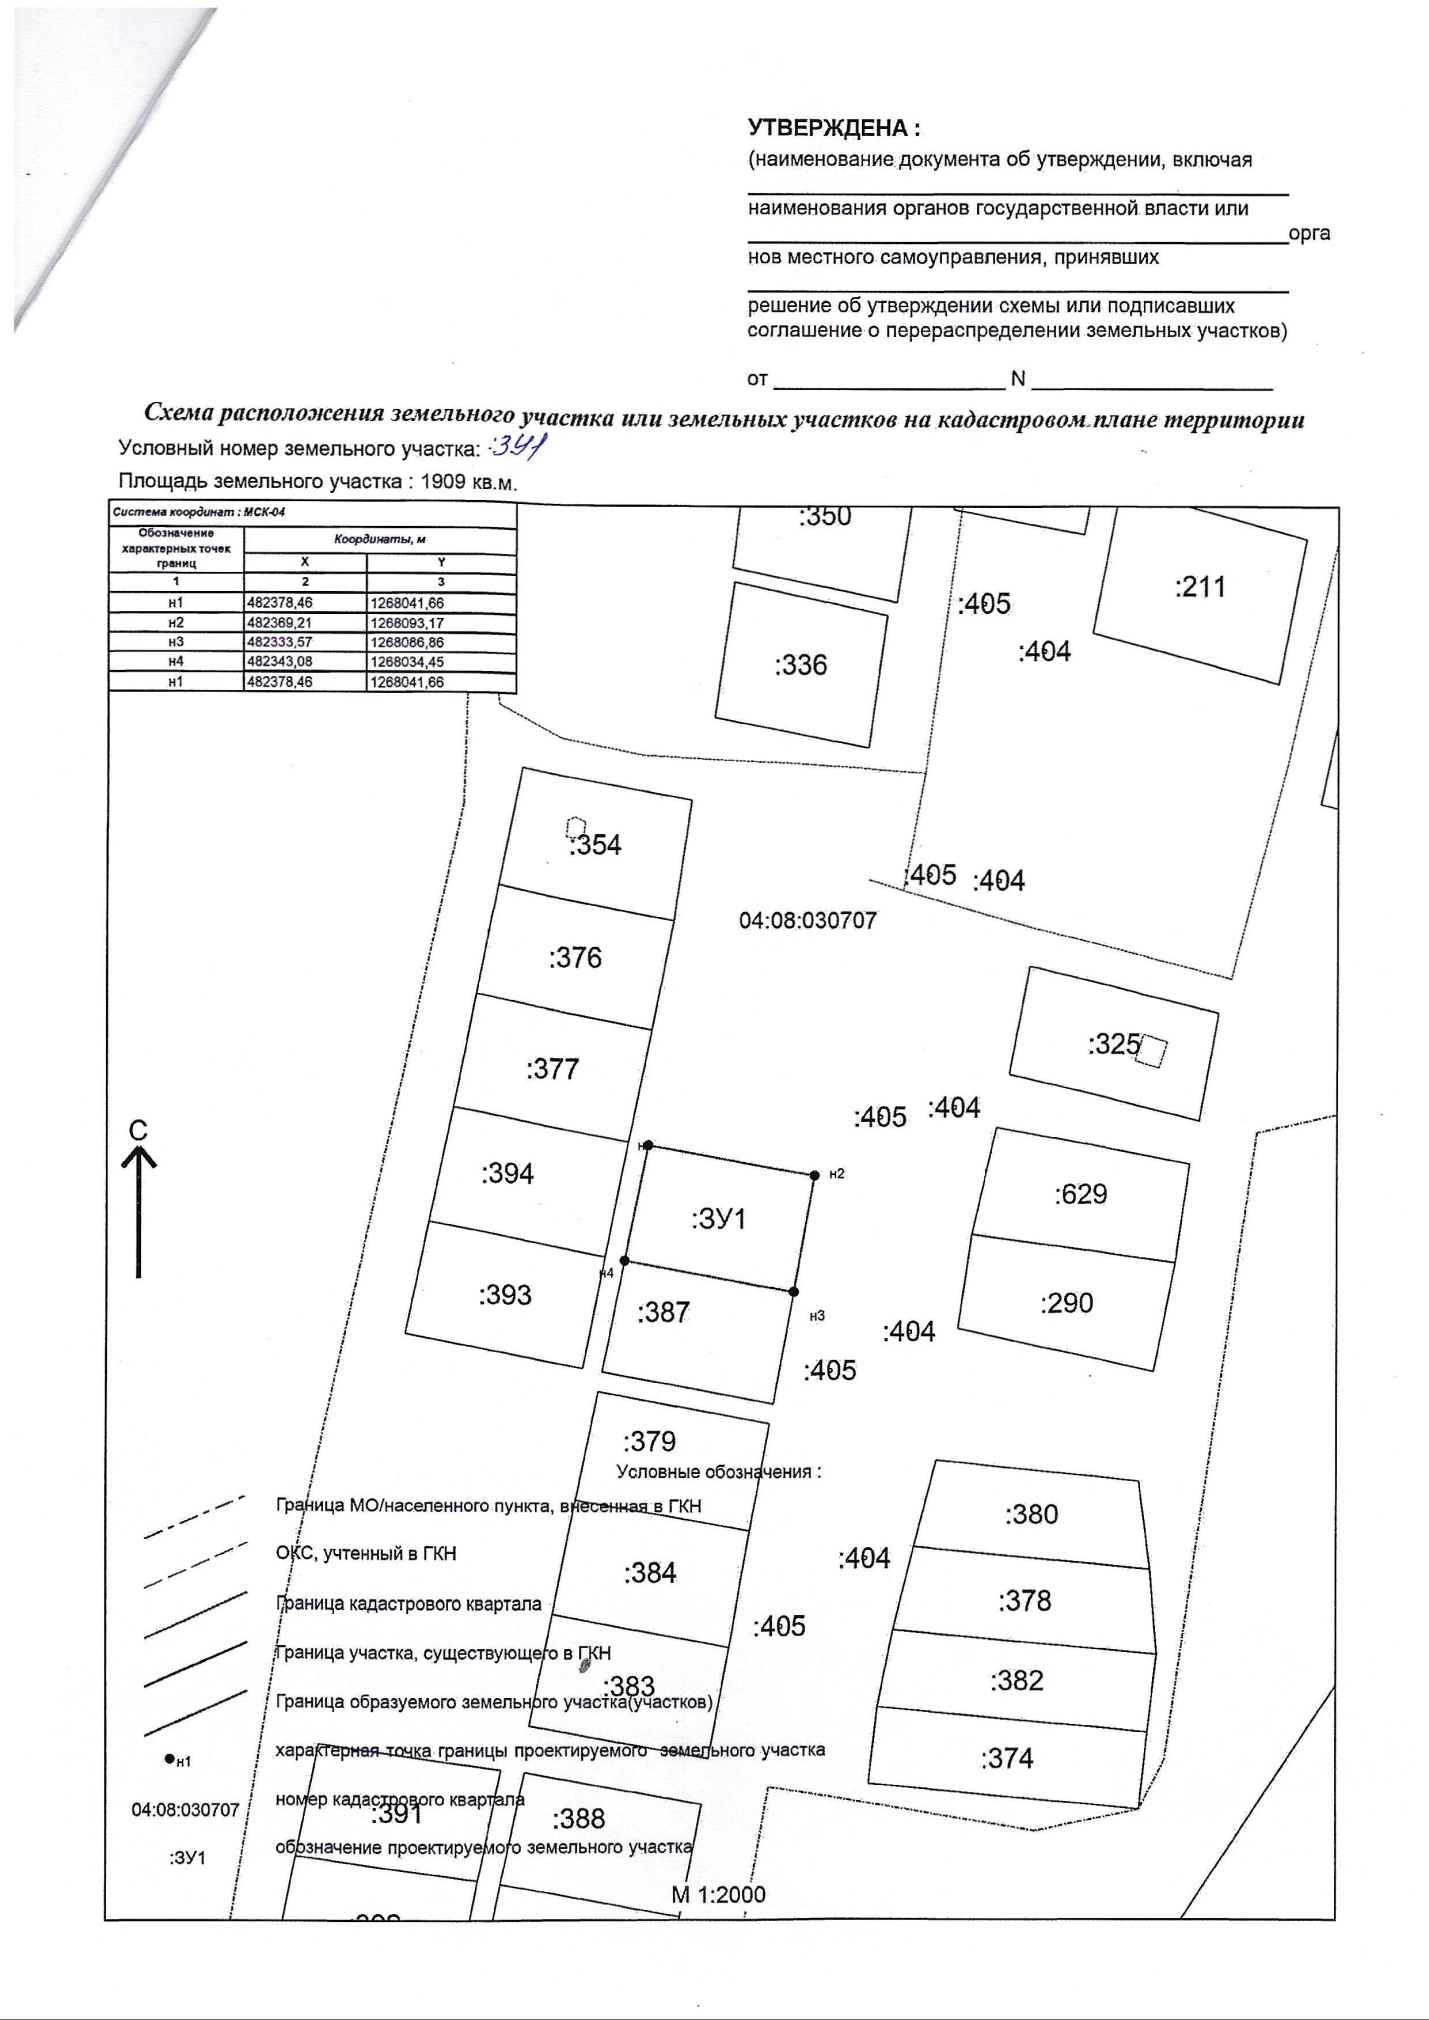 УТВЕРЖДЕНА :
(наименование документа об утверждении, включая
наименования органов государственной власти или
орга
нов местного самоуправления, принявших
решение об утверждении схемы или подписавших
соглашение о перераспределении земельных участков)
от N
Схема расположения земельного участка или земельных участков на кадастровом плане территории
Условный номер земельного участка: :ЗУ1
Площадь земельного участка : 1909 кв.м.
Система координат : МСК-04
Обозначение характерных точек границ Координаты, м
X Y
1 2 3
н1 482378,46 1268041,66
н2 482369,21 1268093,17
н3 482333,57 1268086,86
н4 482343,08 1268034,45
н1 482378,46 1268041,66
:350
:211
:405
:404
:336
:354
:405 :404
04:08:030707
:376
:325
:377
:405 :404
С
н2
:394
:629
:ЗУ1
н4
:393
:290
:387
н3
:404
:405
:379
Условные обозначения :
Граница МО/населенного пункта, внесенная в ГКН
:380
ОКС, учтенный в ГКН
:404
:384
Граница кадастрового квартала
:378
:405
Граница участка, существующего в ГКН
:382
:383
Граница образуемого земельного участка(участков)
характерная точка границы проектируемого земельного участка
:374
н1
номер кадастрового квартала
04:08:030707
:391
:388
обозначение проектируемого земельного участка
:ЗУ1
М 1:2000